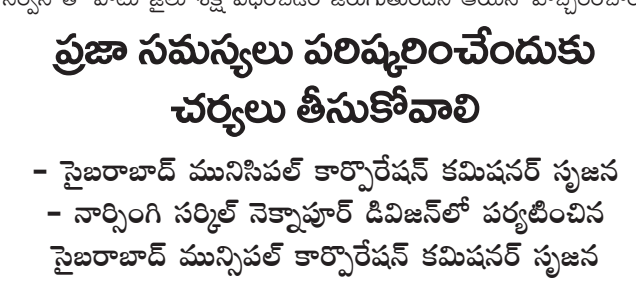 ప్రజా సమస్యలు పరిష్కరించేందుకు
చర్యలు తీసుకోవాలి
- సైబరాబాద్ మునిసిపల్ కార్పొరేషన్ కమిషనర్ సృజన
- నార్సింగి సర్కిల్ నెక్నాపూర్ డివిజన్‌లో పర్యటించిన
సైబరాబాద్ మున్సిపల్ కార్పొరేషన్ కమిషనర్ సృజన